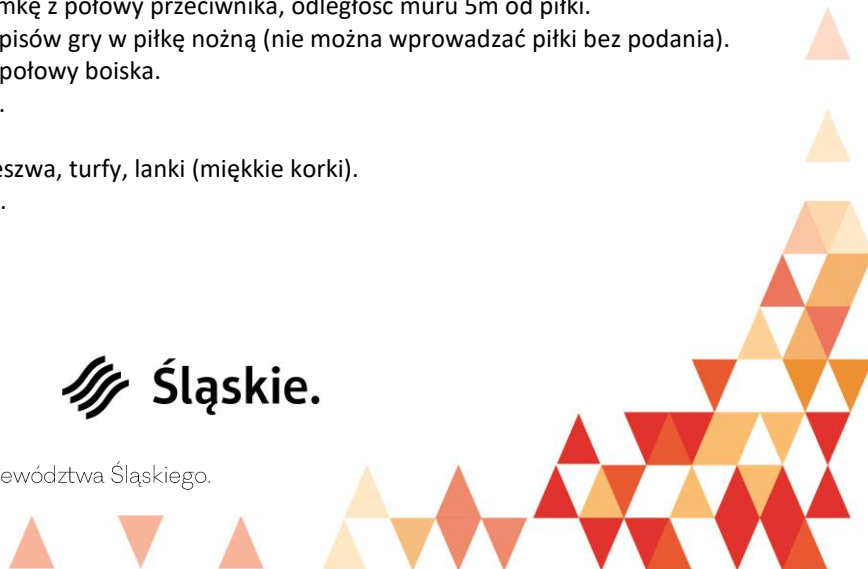 mkę z połowy przeciwnika, odległość muru 5m od piłki.
pisów gry w piłkę nożną (nie można wprowadzać piłki bez podania).
połowy boiska.
.
eszwa, turfy, lanki (miękkie korki).
.
Śląskie.
ewództwa Śląskiego.